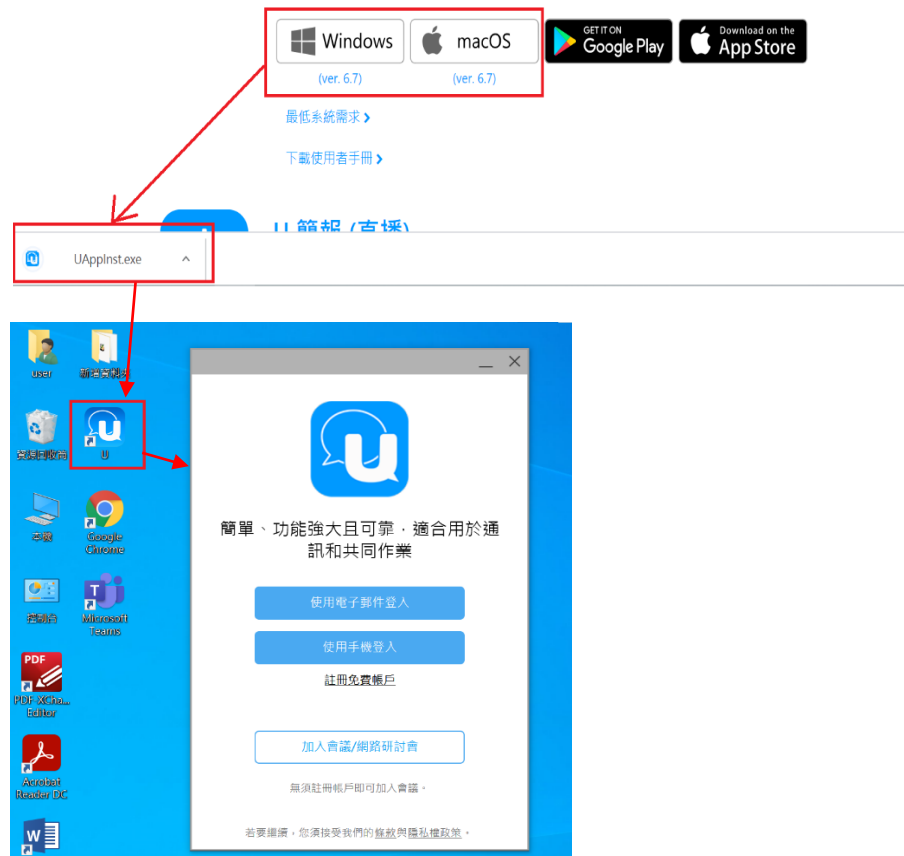 Windows
macOS
GET IT ON
Google Play
Download on the
App Store
(ver. 6.7)
(ver. 6.7)
最低系統需求
下載使用者手冊
U 簡報 (直播)
UAppInst.exe
user
新增資料夾
資源回收筒
U
本機
Google
Chrome
控制台
Microsoft
Teams
PDF
PDF XCha...
Editor
Acrobat
Reader DC
W
U
簡單、功能強大且可靠，適合用於通
訊和共同作業
使用電子郵件登入
使用手機登入
註冊免費帳戶
加入會議/網路研討會
無須註冊帳戶即可加入會議。
若要繼續，您須接受我們的條款與隱私權政策。